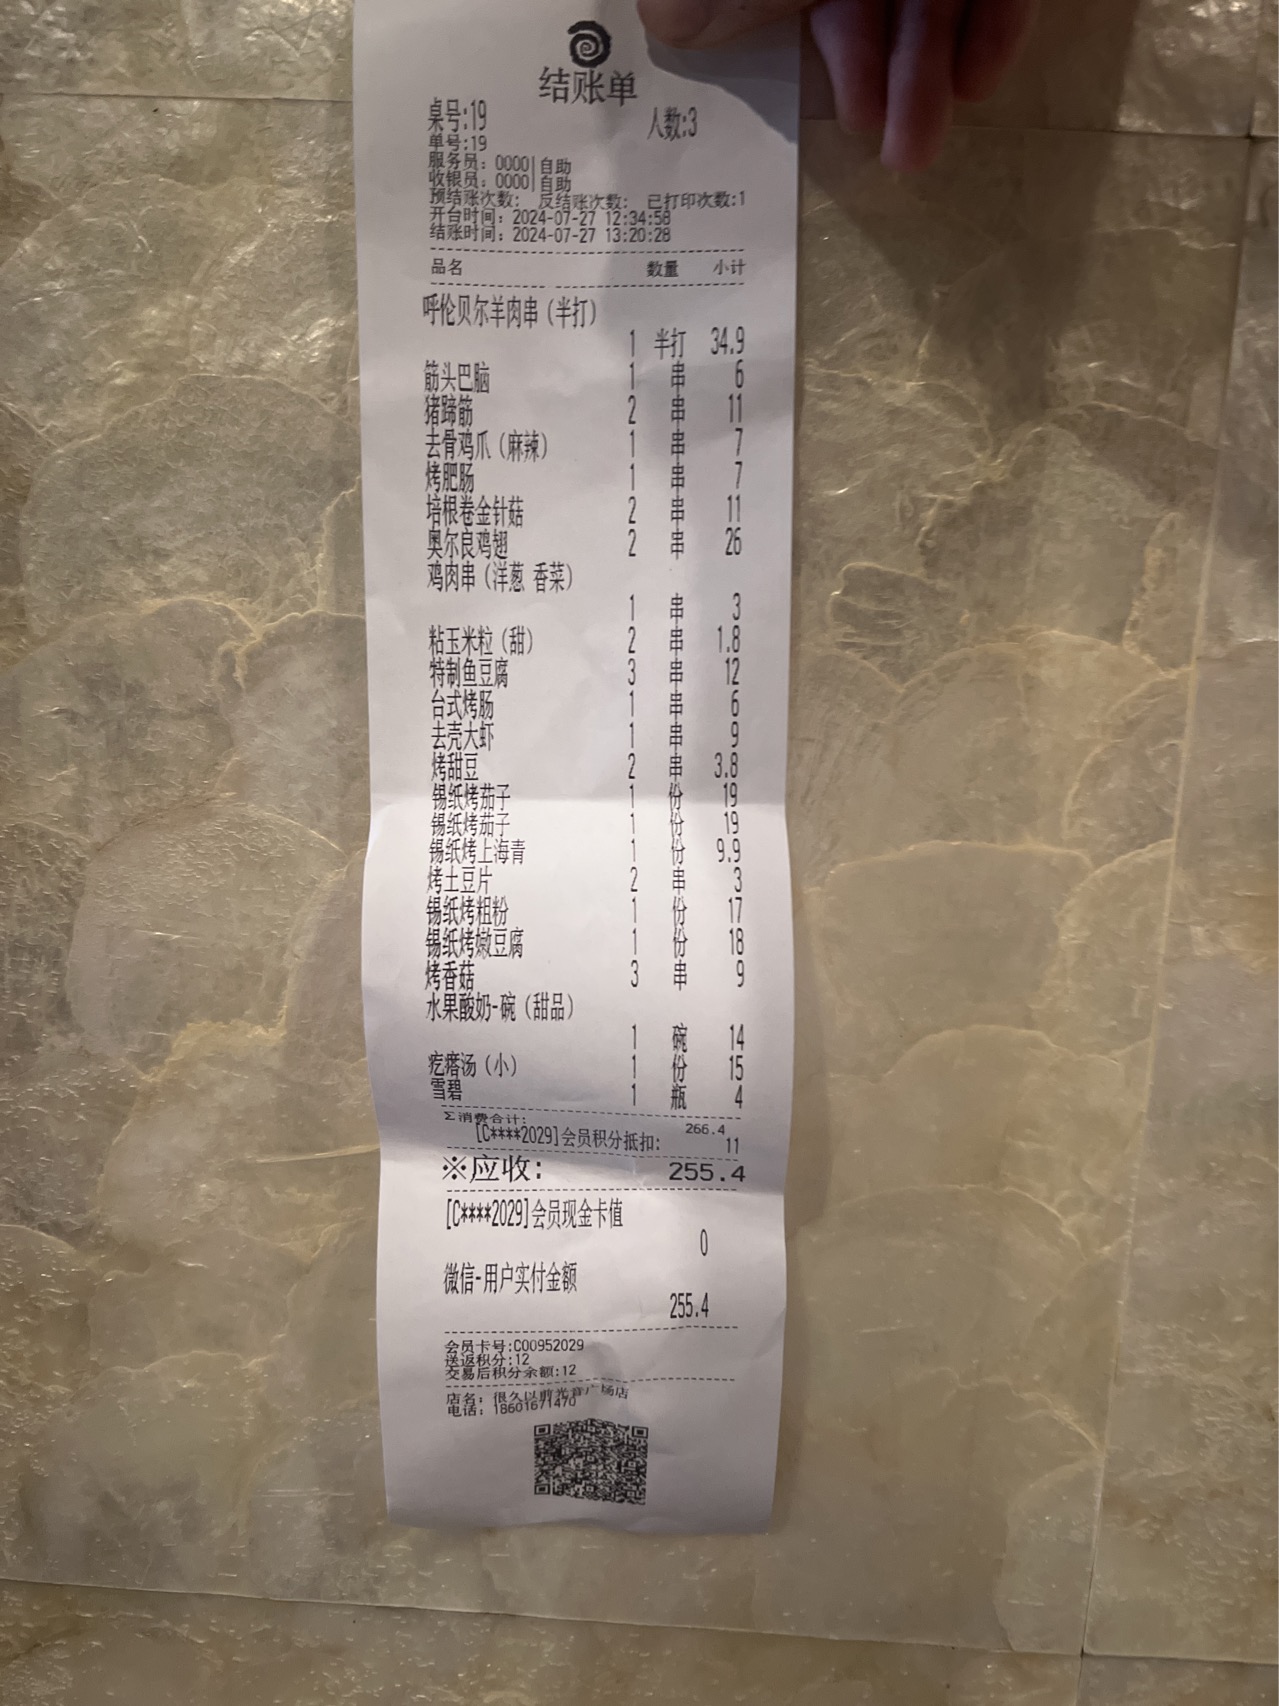 结账单
桌号:19 人数:3
单号:19
服务员: 0000|自助
收银员: 0000|自助
预结账次数: 反结账次数: 已打印次数:1
开台时间: 2024-07-27 12:34:58
结账时间: 2024-07-27 13:20:28
品名 数量 小计
呼伦贝尔羊肉串(半打)
1 半打 34.9
筋头巴脑 1 串 6
猪蹄筋 2 串 11
去骨鸡爪(麻辣) 1 串 7
烤肥肠 1 串 7
培根卷金针菇 2 串 11
奥尔良鸡翅 2 串 26
鸡肉串(洋葱 香菜)
1 串 3
粘玉米粒(甜) 2 串 1.8
特制鱼豆腐 3 串 12
台式烤肠 1 串 6
去壳大虾 1 串 9
烤甜豆 2 串 3.8
锡纸烤茄子 1 份 19
锡纸烤茄子 1 份 19
锡纸烤上海青 1 份 9.9
烤土豆片 2 串 3
锡纸烤粗粉 1 份 17
锡纸烤嫩豆腐 1 份 18
烤香菇 3 串 9
水果酸奶-碗(甜品)
1 碗 14
疙瘩汤(小) 1 份 15
雪碧 1 瓶 4
Σ消费合计: 266.4
[C****2029]会员积分抵扣: 11
※应收: 255.4
[C****2029]会员现金卡值
0
微信-用户实付金额
255.4
会员卡号:C00952029
送返积分:12
交易后积分余额:12
店名: 很久以前光音广场店
电话: 18601671470